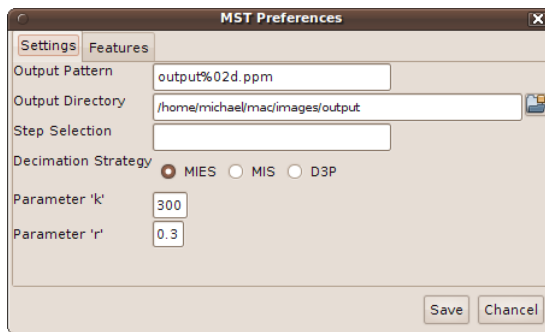 MST Preferences
Settings Features
Output Pattern output%02d.ppm
Output Directory /home/michael/mac/images/output
Step Selection
Decimation Strategy MIES MIS D3P
Parameter 'k' 300
Parameter 'r' 0.3
Save Chancel